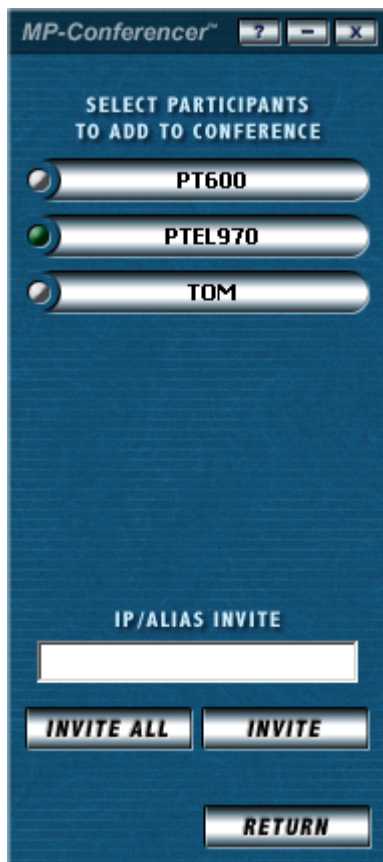 MP-Conferencer™ ? – X
SELECT PARTICIPANTS
TO ADD TO CONFERENCE
PT600
PTEL970
TOM
IP/ALIAS INVITE
INVITE ALL INVITE
RETURN